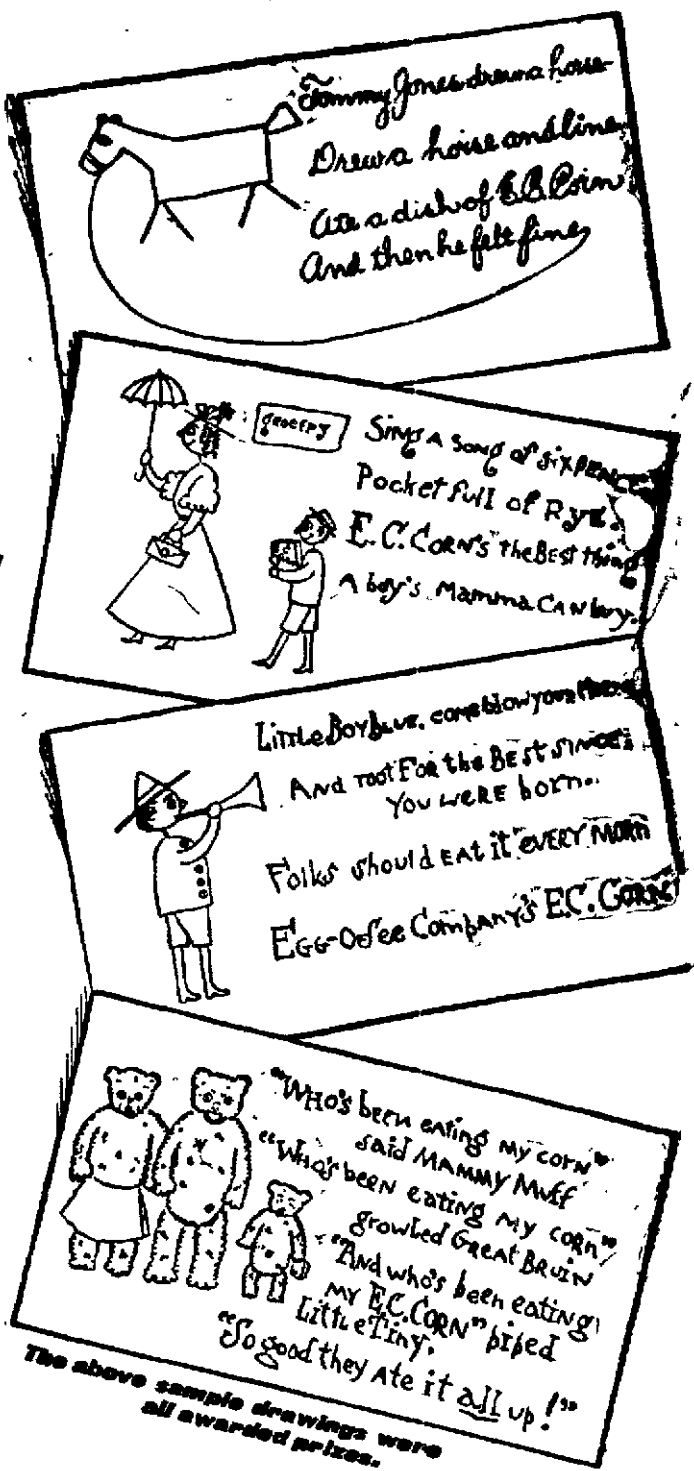 Tommy Jones drew a horse
Drew a horse and line,
Ate a dish of E.C. Corn
And then he felt fine,
grocery
Sing A Song of sixPENCE
Pocket full of Rye.
E.C. CORN'S the BEST thing
A boy's Mamma CAN buy.
Little Boy blue, come blow your
And root FOR the BEST SINCE
YOU WERE born.
Folks should EAT it EVERY MORN
EGG-O-See Company's E.C. CORN
"WHO'S been eating my corn"
said MAMMY MUFF
"WHO'S been eating MY CORN"
growled GREAT BRUIN
"And who's been eating
my E.C. CORN" piped
Little Tiny.
"So good they Ate it all up!"
The above sample drawings were
all awarded prizes.